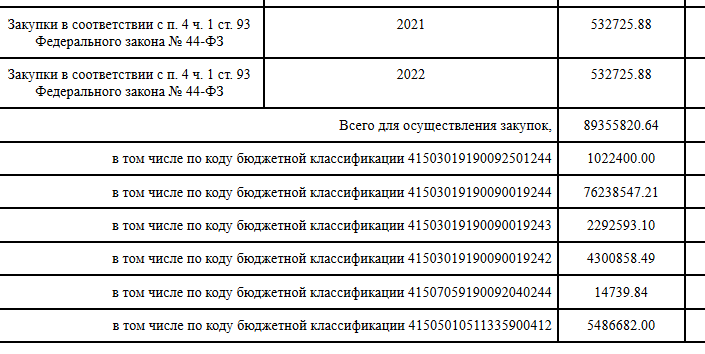 Закупки в соответствии с п. 4 ч. 1 ст. 93
Федерального закона № 44-ФЗ
2021
532725.88
Закупки в соответствии с п. 4 ч. 1 ст. 93
Федерального закона № 44-ФЗ
2022
532725.88
Всего для осуществления закупок,
89355820.64
в том числе по коду бюджетной классификации 41503019190092501244
1022400.00
в том числе по коду бюджетной классификации 41503019190090019244
76238547.21
в том числе по коду бюджетной классификации 41503019190090019243
2292593.10
в том числе по коду бюджетной классификации 41503019190090019242
4300858.49
в том числе по коду бюджетной классификации 41507059190092040244
14739.84
в том числе по коду бюджетной классификации 41505010511335900412
5486682.00